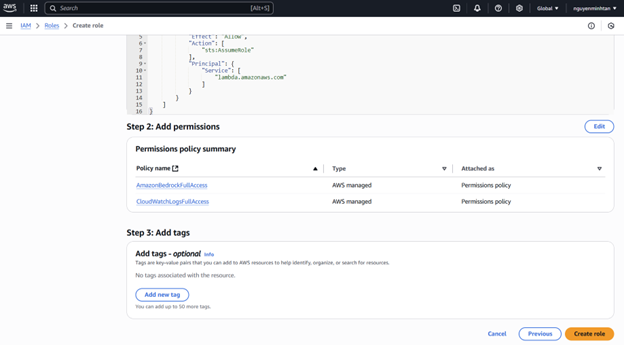 aws
Search
[Alt+S]
Global
nguyenminhtan
IAM > Roles > Create role
5 "Effect": "Allow",
6 "Action": [
7 "sts:AssumeRole"
8 ],
9 "Principal": {
10 "Service": [
11 "lambda.amazonaws.com"
12 ]
13 }
14 }
15 ]
16 }
Step 2: Add permissions
Edit
Permissions policy summary
Policy name
Type
Attached as
AmazonBedrockFullAccess AWS managed Permissions policy
CloudWatchLogsFullAccess AWS managed Permissions policy
Step 3: Add tags
Add tags - optional Info
Tags are key-value pairs that you can add to AWS resources to help identify, organize, or search for resources.
No tags associated with the resource.
Add new tag
You can add up to 50 more tags.
Cancel
Previous
Create role